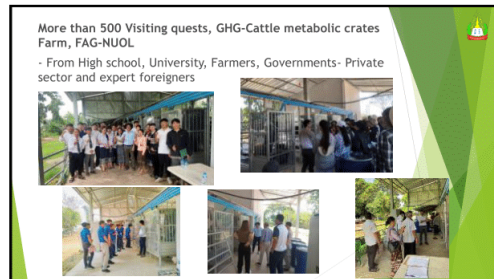 More than 500 Visiting quests, GHG-Cattle metabolic crates
Farm, FAG-NUOL
- From High school, University, Farmers, Governments- Private
sector and expert foreigners